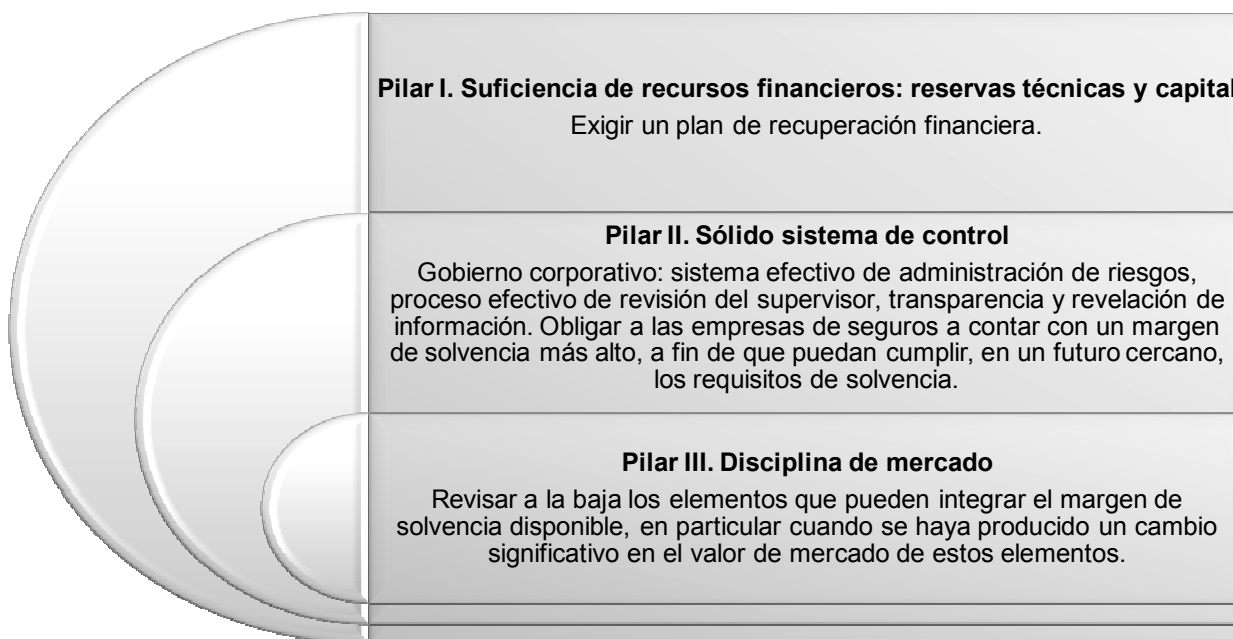 Pilar I. Suficiencia de recursos financieros: reservas técnicas y capital
Exigir un plan de recuperación financiera.
Pilar II. Sólido sistema de control
Gobierno corporativo: sistema efectivo de administración de riesgos,
proceso efectivo de revisión del supervisor, transparencia y revelación de
información. Obligar a las empresas de seguros a contar con un margen
de solvencia más alto, a fin de que puedan cumplir, en un futuro cercano,
los requisitos de solvencia.
Pilar III. Disciplina de mercado
Revisar a la baja los elementos que pueden integrar el margen de
solvencia disponible, en particular cuando se haya producido un cambio
significativo en el valor de mercado de estos elementos.